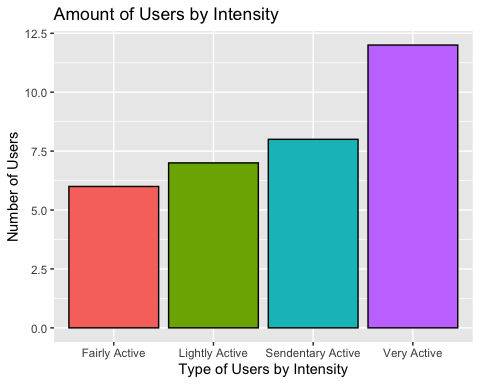 Amount of Users by Intensity
Number of Users
12.5
10.0
7.5
5.0
2.5
0.0
Fairly Active
Lightly Active
Sendentary Active
Very Active
Type of Users by Intensity